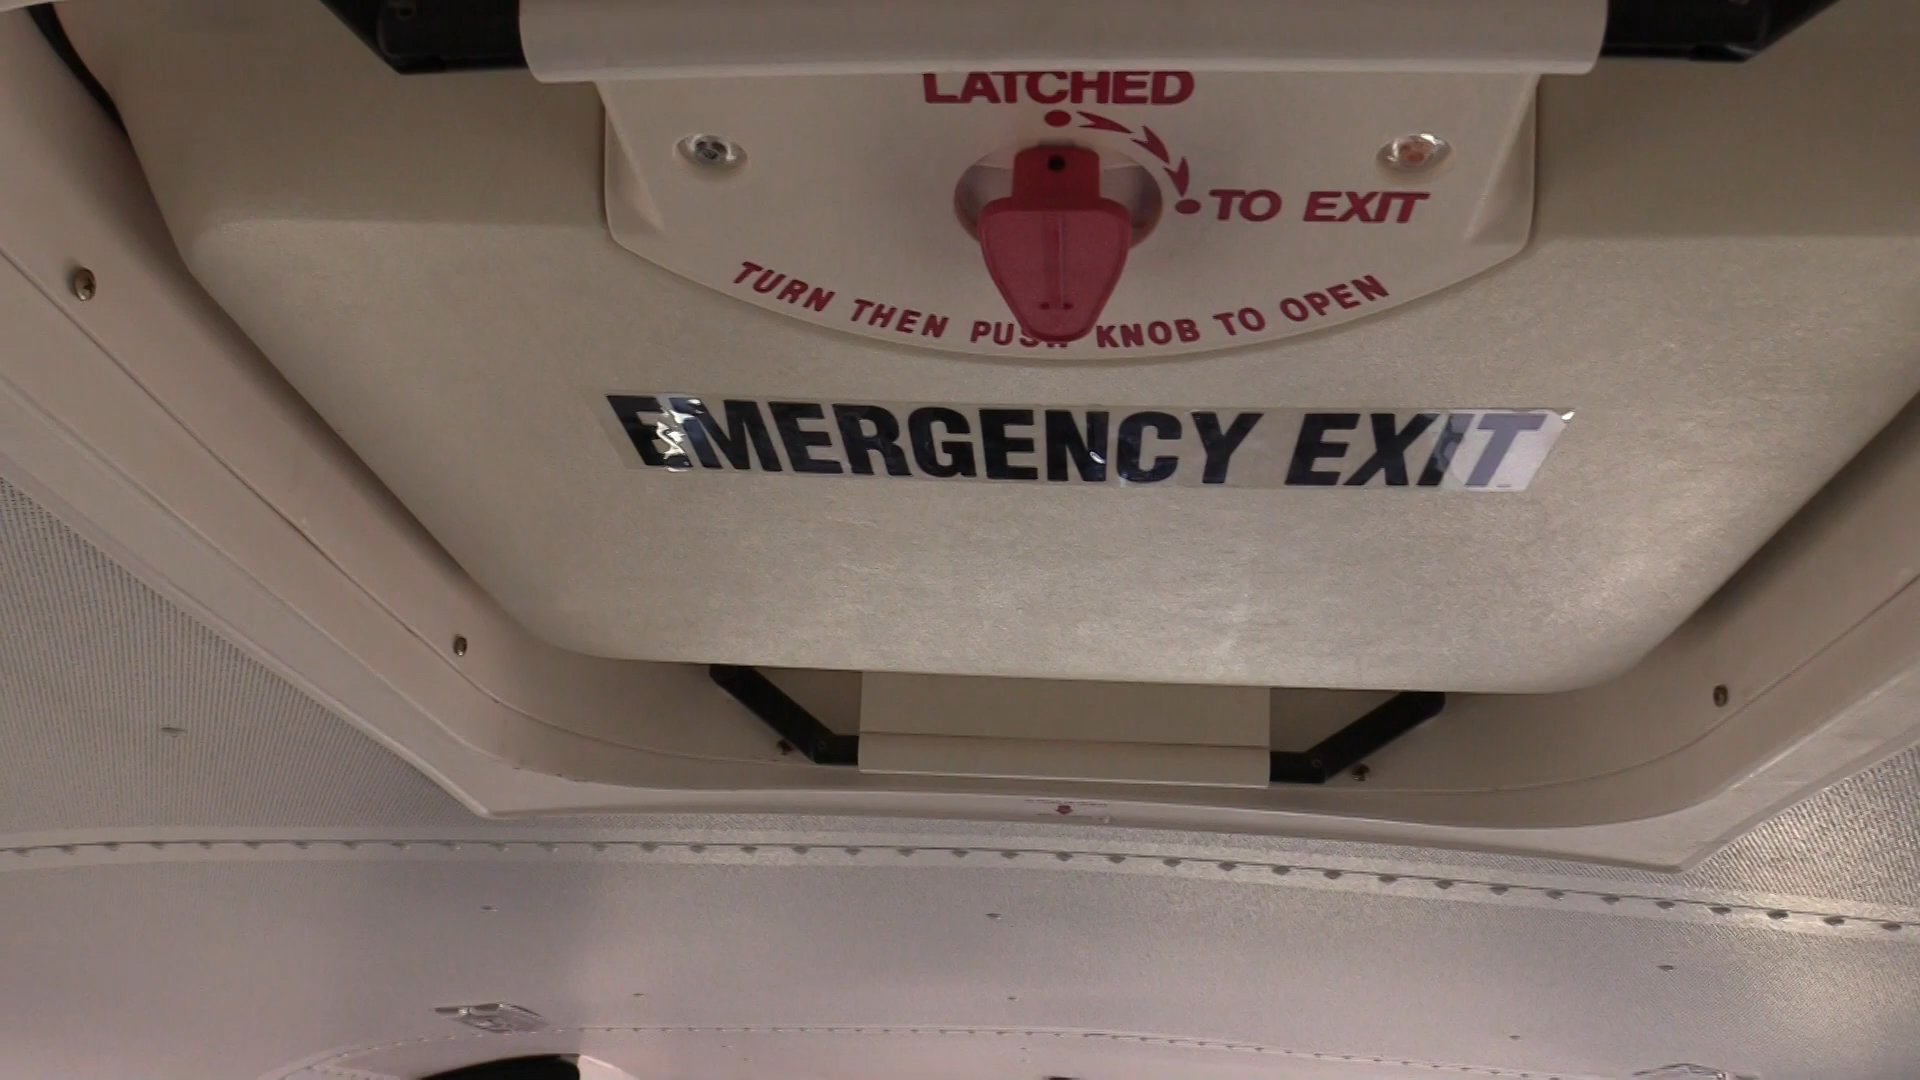 LATCHED
TO EXIT
TURN THEN PUSH KNOB TO OPEN
EMERGENCY EXIT